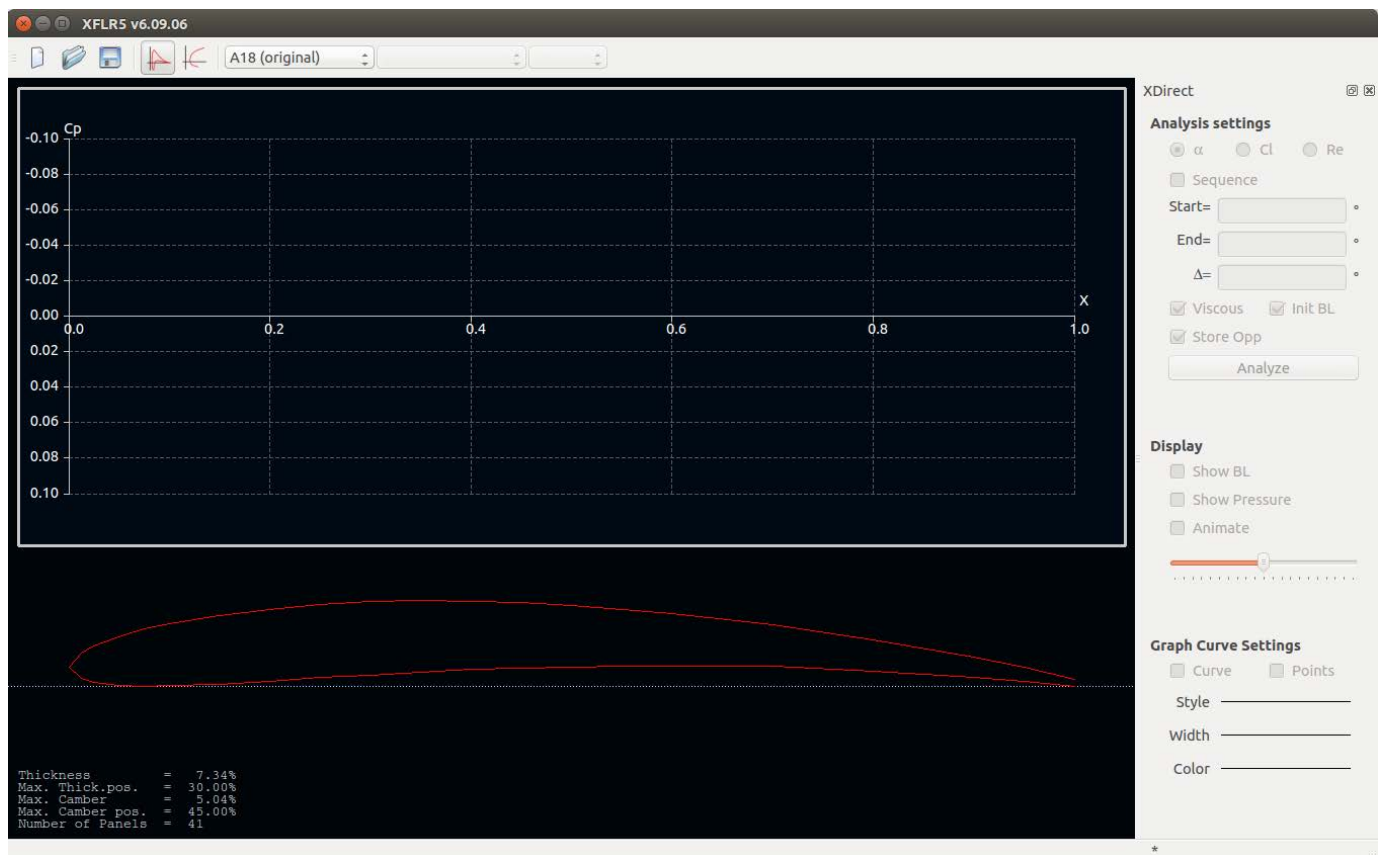 XFLR5 v6.09.06
A18 (original)
XDirect
Analysis settings
α Cl Re
Sequence
Start= °
End= °
Δ= °
Viscous Init BL
Store Opp
Analyze
Display
Show BL
Show Pressure
Animate
Graph Curve Settings
Curve Points
Style
Width
Color
*
Cp
-0.10
-0.08
-0.06
-0.04
-0.02
0.00
X
0.0 0.2 0.4 0.6 0.8 1.0
0.02
0.04
0.06
0.08
0.10
Thickness = 7.34%
Max. Thick.pos. = 30.00%
Max. Camber = 5.04%
Max. Camber pos. = 45.00%
Number of Panels = 41